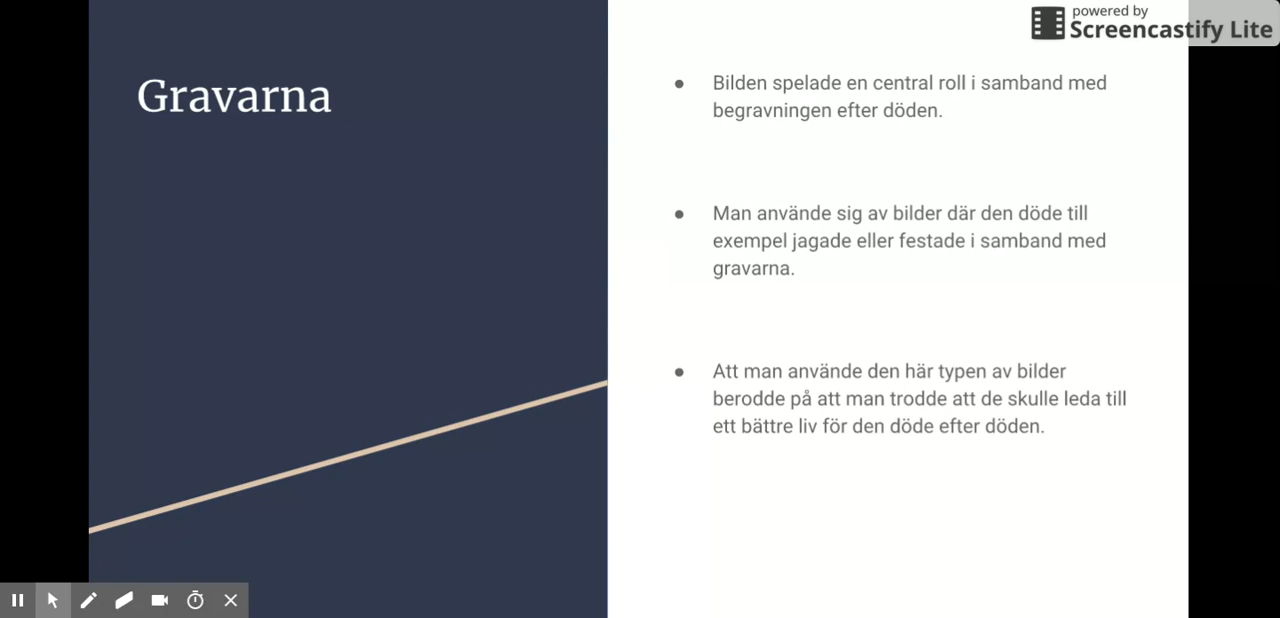 powered by
Screencastify Lite
Gravarna
● Bilden spelade en central roll i samband med
begravningen efter döden.
● Man använde sig av bilder där den döde till
exempel jagade eller festade i samband med
gravarna.
● Att man använde den här typen av bilder
berodde på att man trodde att de skulle leda till
ett bättre liv för den döde efter döden.